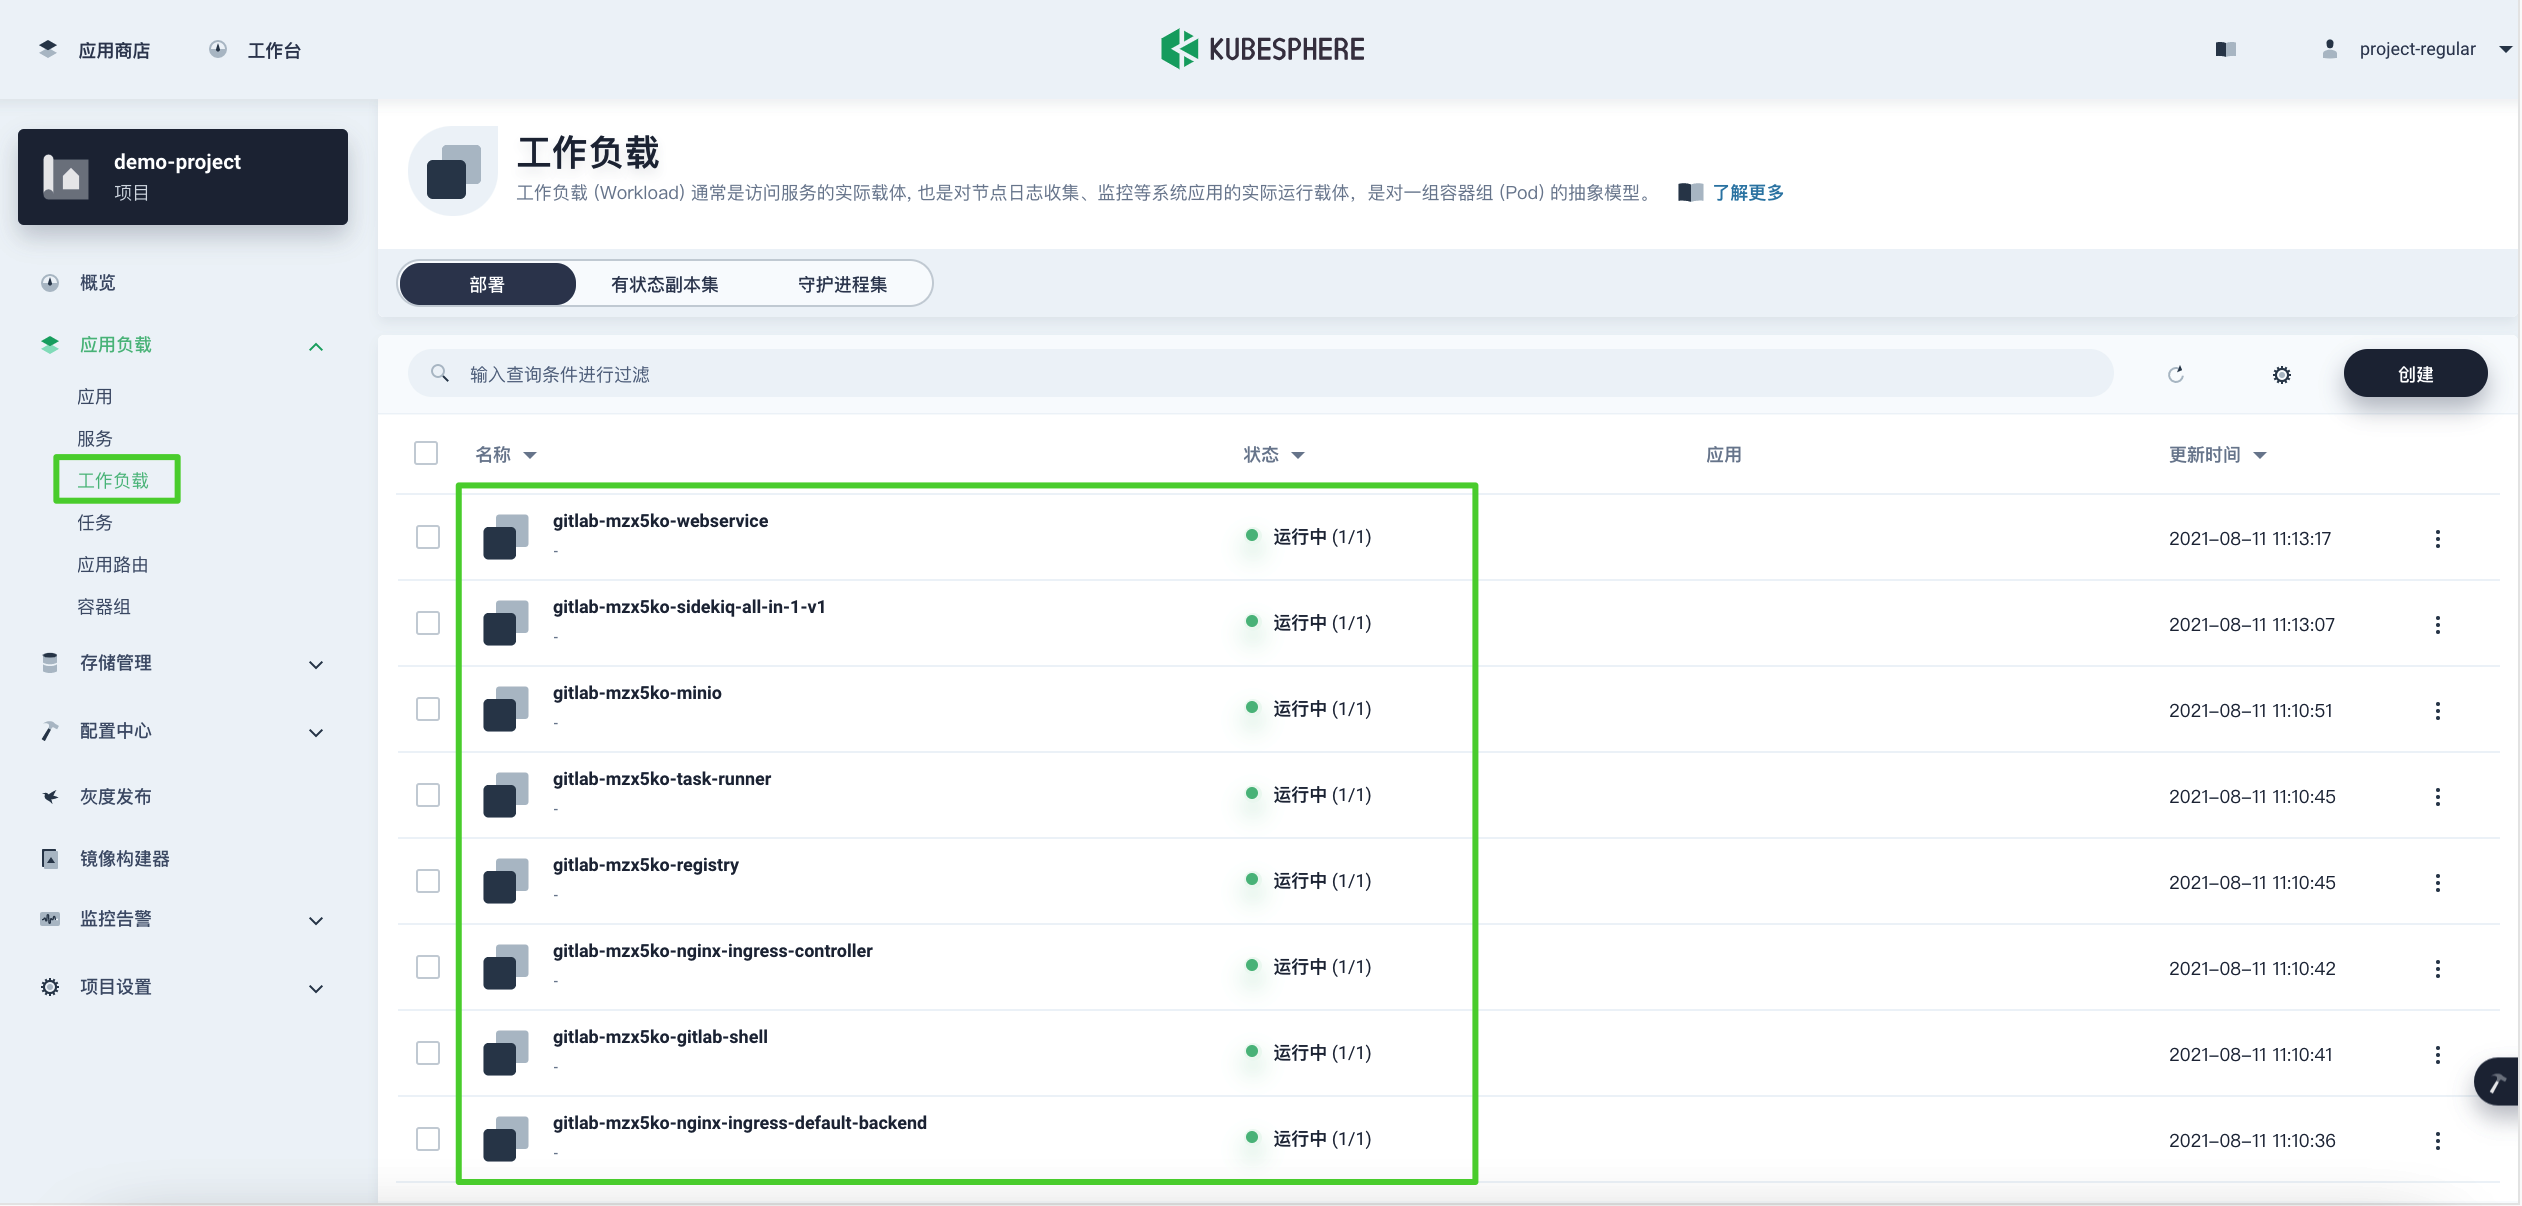 应用商店
工作台
KUBESPHERE
project-regular
demo-project
项目
概览
应用负载
应用
服务
工作负载
任务
应用路由
容器组
存储管理
配置中心
灰度发布
镜像构建器
监控告警
项目设置
工作负载
工作负载 (Workload) 通常是访问服务的实际载体, 也是对节点日志收集、监控等系统应用的实际运行载体，是对一组容器组 (Pod) 的抽象模型。 了解更多
部署 有状态副本集 守护进程集
输入查询条件进行过滤
创建
名称 状态 应用 更新时间
gitlab-mzx5ko-webservice
-
运行中 (1/1)
2021-08-11 11:13:17
gitlab-mzx5ko-sidekiq-all-in-1-v1
-
运行中 (1/1)
2021-08-11 11:13:07
gitlab-mzx5ko-minio
-
运行中 (1/1)
2021-08-11 11:10:51
gitlab-mzx5ko-task-runner
-
运行中 (1/1)
2021-08-11 11:10:45
gitlab-mzx5ko-registry
-
运行中 (1/1)
2021-08-11 11:10:45
gitlab-mzx5ko-nginx-ingress-controller
-
运行中 (1/1)
2021-08-11 11:10:42
gitlab-mzx5ko-gitlab-shell
-
运行中 (1/1)
2021-08-11 11:10:41
gitlab-mzx5ko-nginx-ingress-default-backend
-
运行中 (1/1)
2021-08-11 11:10:36